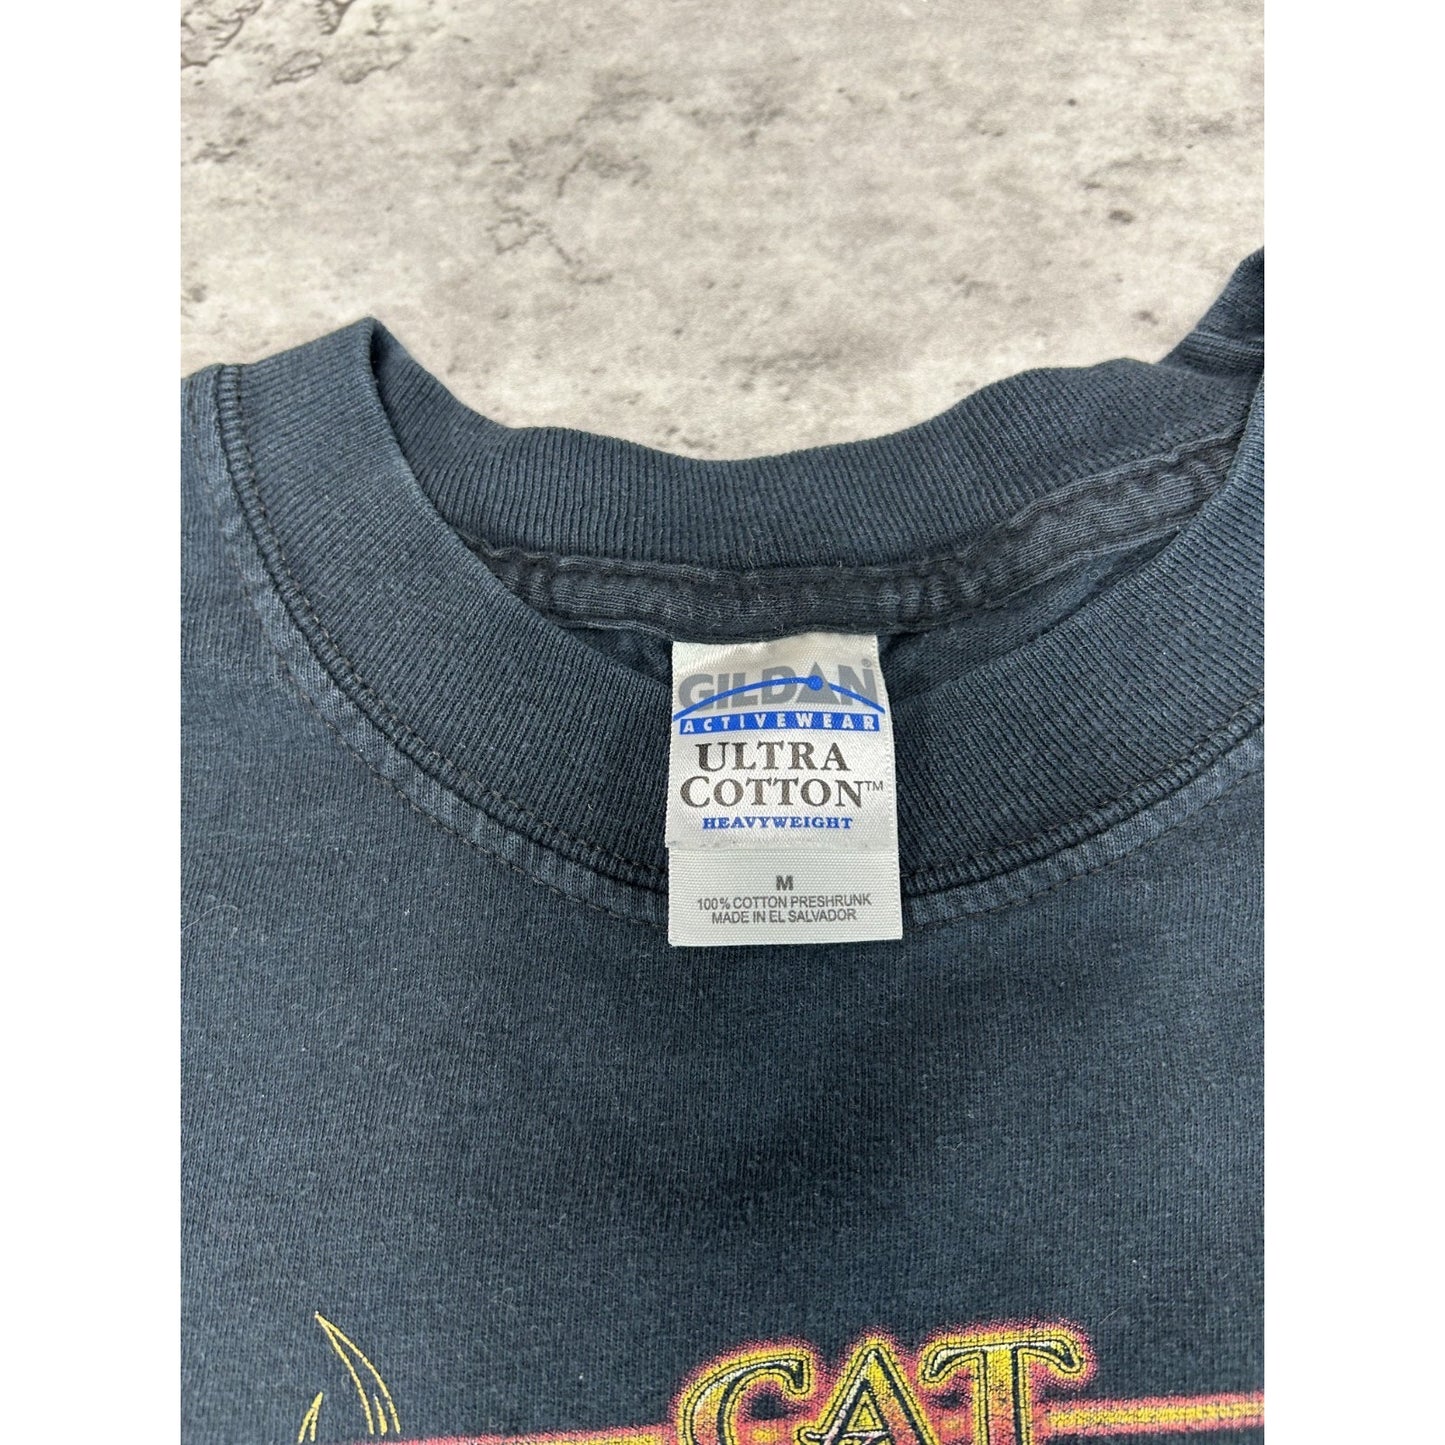 GILDAN®
ACTIVEWEAR
ULTRA
COTTON™
HEAVYWEIGHT
M
100% COTTON PRESHRUNK
MADE IN EL SALVADOR
CAT